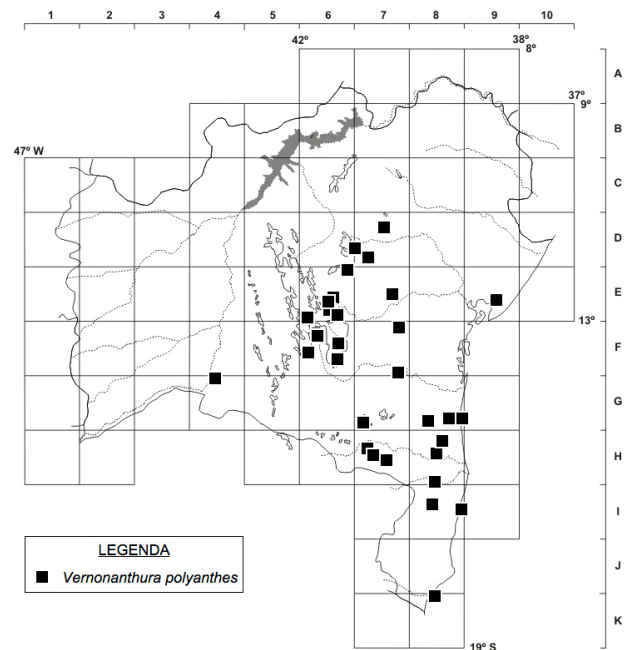 1 2 3 4 5 6 7 8 9 10
42º 38º
8º
A
37º
9º
B
47º W
C
D
E
13º
F
G
H
I
LEGENDA
Vernonanthura polyanthes
J
K
19º S